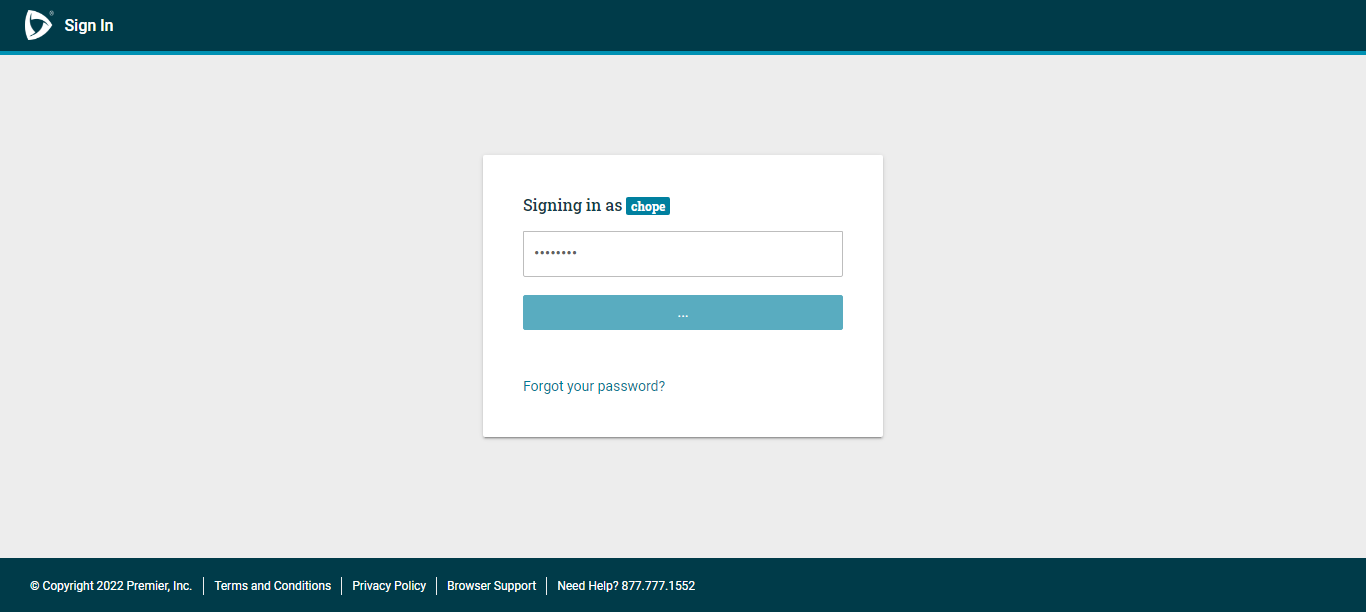 Sign In
Signing in as chope
••••••••
...
Forgot your password?
© Copyright 2022 Premier, Inc. Terms and Conditions Privacy Policy Browser Support Need Help? 877.777.1552